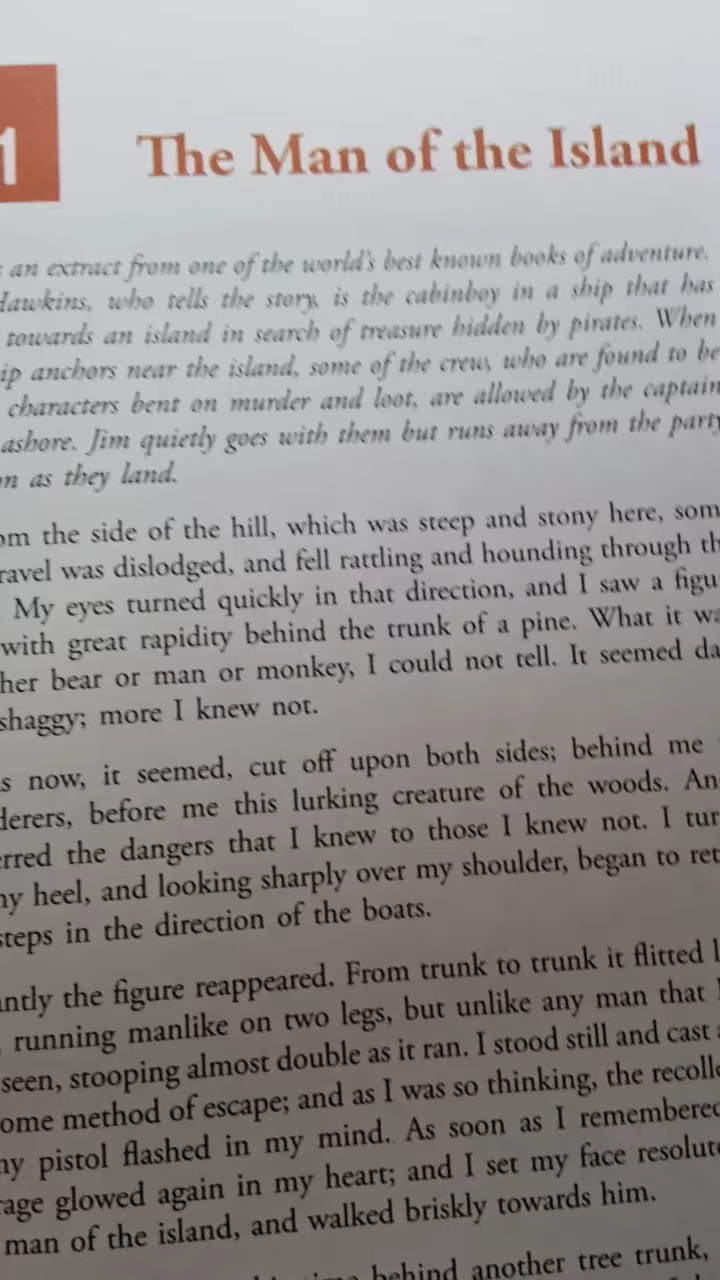 1
The Man of the Island
an extract from one of the world's best known books of adventure.
Hawkins, who tells the story, is the cabinboy in a ship that has
towards an island in search of treasure hidden by pirates. When
ip anchors near the island, some of the crew, who are found to be
characters bent on murder and loot, are allowed by the captain
ashore. Jim quietly goes with them but runs away from the party
on as they land.
om the side of the hill, which was steep and stony here, som
ravel was dislodged, and fell rattling and hounding through th
My eyes turned quickly in that direction, and I saw a figu
with great rapidity behind the trunk of a pine. What it wa
her bear or man or monkey, I could not tell. It seemed da
shaggy; more I knew not.
s now, it seemed, cut off upon both sides; behind me
derers, before me this lurking creature of the woods. An
erred the dangers that I knew to those I knew not. I tur
my heel, and looking sharply over my shoulder, began to ret
steps in the direction of the boats.
antly the figure reappeared. From trunk to trunk it flitted l
running manlike on two legs, but unlike any man that I
seen, stooping almost double as it ran. I stood still and cast a
ome method of escape; and as I was so thinking, the recolle
my pistol flashed in my mind. As soon as I remembered
rage glowed again in my heart; and I set my face resolute
man of the island, and walked briskly towards him.
behind another tree trunk,